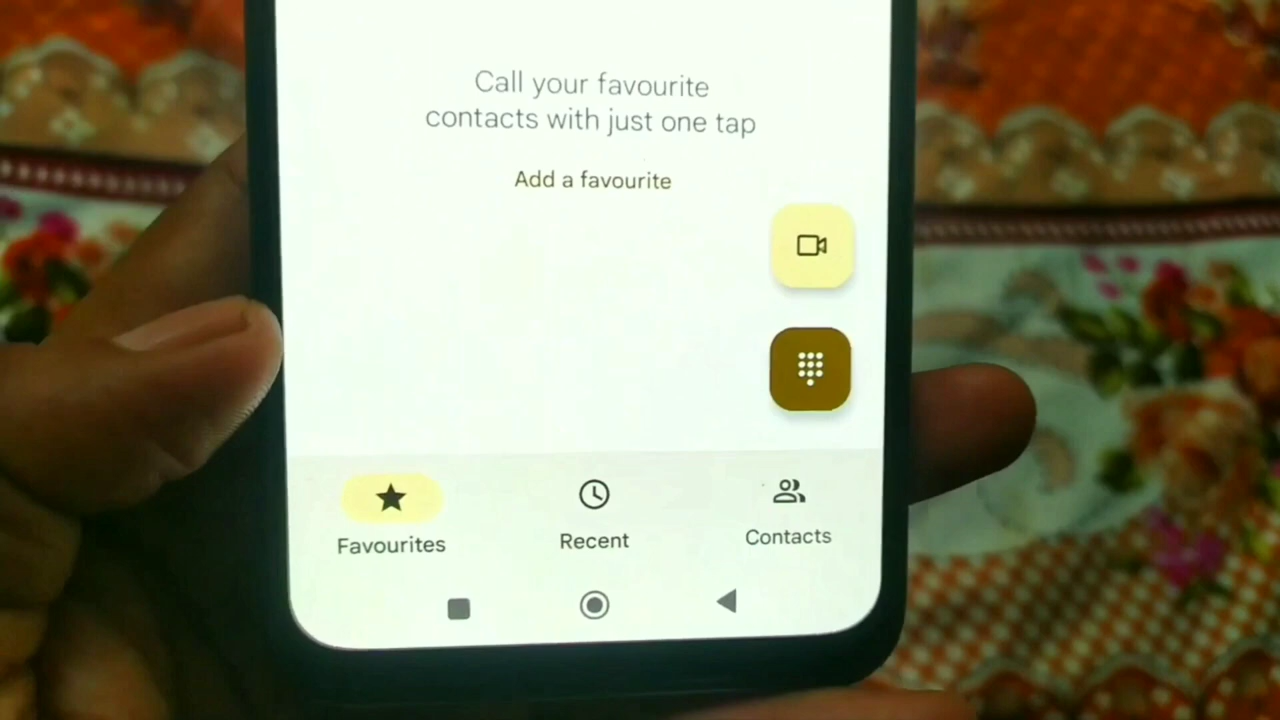 Call your favourite
contacts with just one tap
Add a favourite
Favourites
Recent
Contacts